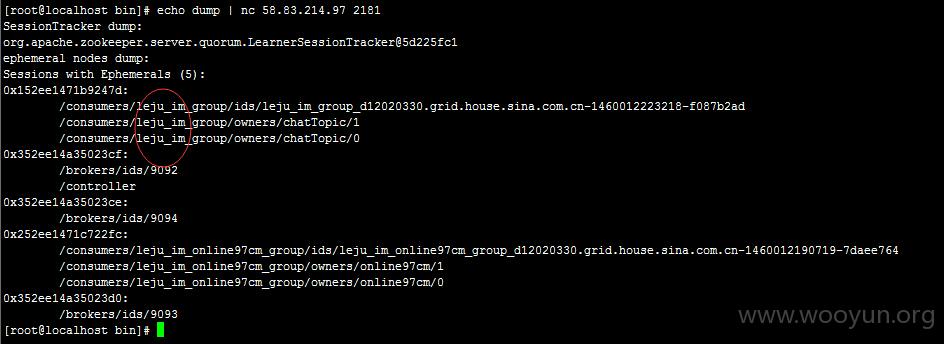 [root@localhost bin]# echo dump | nc 58.83.214.97 2181
SessionTracker dump:
org.apache.zookeeper.server.quorum.LearnerSessionTracker@5d225fc1
ephemeral nodes dump:
Sessions with Ephemerals (5):
0x152ee1471b9247d:
/consumers/leju_im_group/ids/leju_im_group_d12020330.grid.house.sina.com.cn-1460012223218-f087b2ad
/consumers/leju_im_group/owners/chatTopic/1
/consumers/leju_im_group/owners/chatTopic/0
0x352ee14a35023cf:
/brokers/ids/9092
/controller
0x352ee14a35023ce:
/brokers/ids/9094
0x252ee1471c722fc:
/consumers/leju_im_online97cm_group/ids/leju_im_online97cm_group_d12020330.grid.house.sina.com.cn-1460012190719-7daee764
/consumers/leju_im_online97cm_group/owners/online97cm/1
/consumers/leju_im_online97cm_group/owners/online97cm/0
0x352ee14a35023d0:
/brokers/ids/9093
[root@localhost bin]#
www.wooyun.org